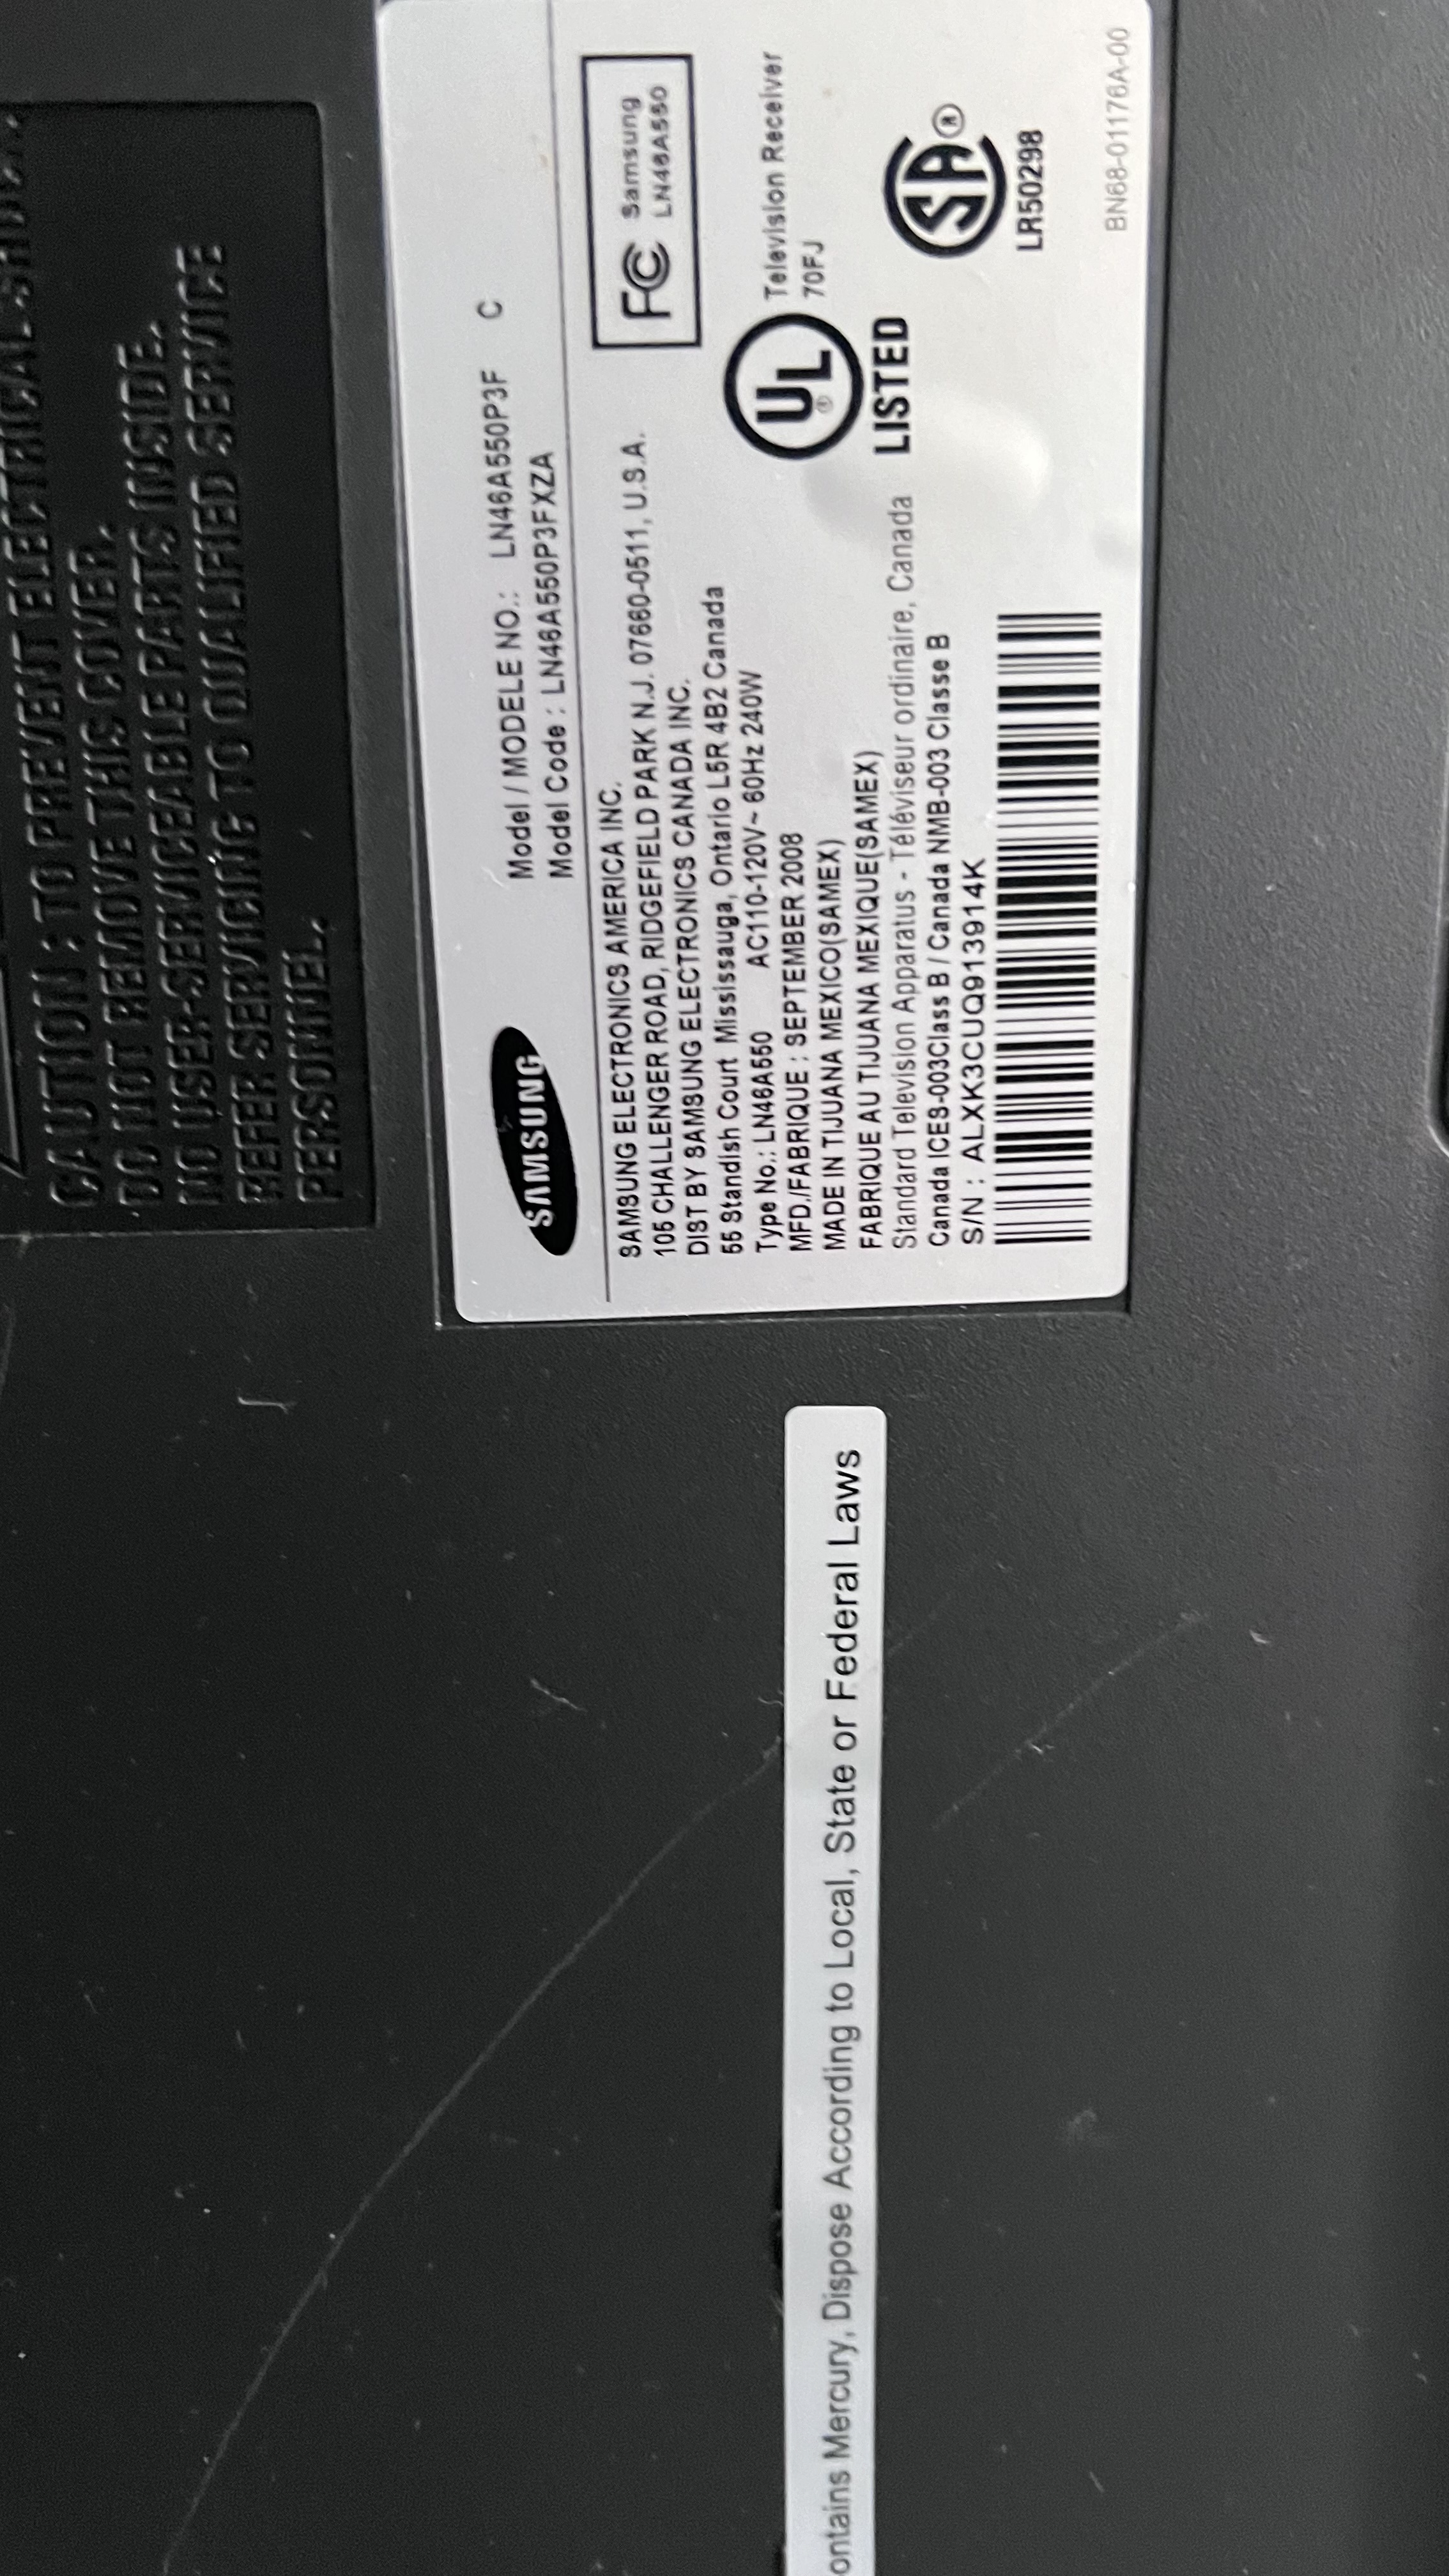 CAUTION : TO PREVENT ELECTRICAL
DO NOT REMOVE THIS COVER.
NO USER-SERVICEABLE PARTS INSIDE.
REFER SERVICING TO QUALIFIED SERVICE
PERSONNEL.
SAMSUNG
Model / MODELE NO.: LN46A550P3F C
Model Code : LN46A550P3FXZA
SAMSUNG ELECTRONICS AMERICA INC.
105 CHALLENGER ROAD, RIDGEFIELD PARK N.J. 07660-0511, U.S.A.
DIST BY SAMSUNG ELECTRONICS CANADA INC.
55 Standish Court Mississauga, Ontario L5R 4B2 Canada
Type No.: LN46A550 AC110-120V~ 60Hz 240W
MFD./FABRIQUE : SEPTEMBER 2008
MADE IN TIJUANA MEXICO(SAMEX)
FABRIQUE AU TIJUANA MEXIQUE(SAMEX)
Standard Television Apparatus - Téléviseur ordinaire, Canada
Canada ICES-003Class B / Canada NMB-003 Classe B
S/N : ALXK3CUQ913914K
FC Samsung
LN46A550
UL ® Television Receiver
70FJ
LISTED
SA ®
LR50298
BN68-01176A-00
ontains Mercury, Dispose According to Local, State or Federal Laws